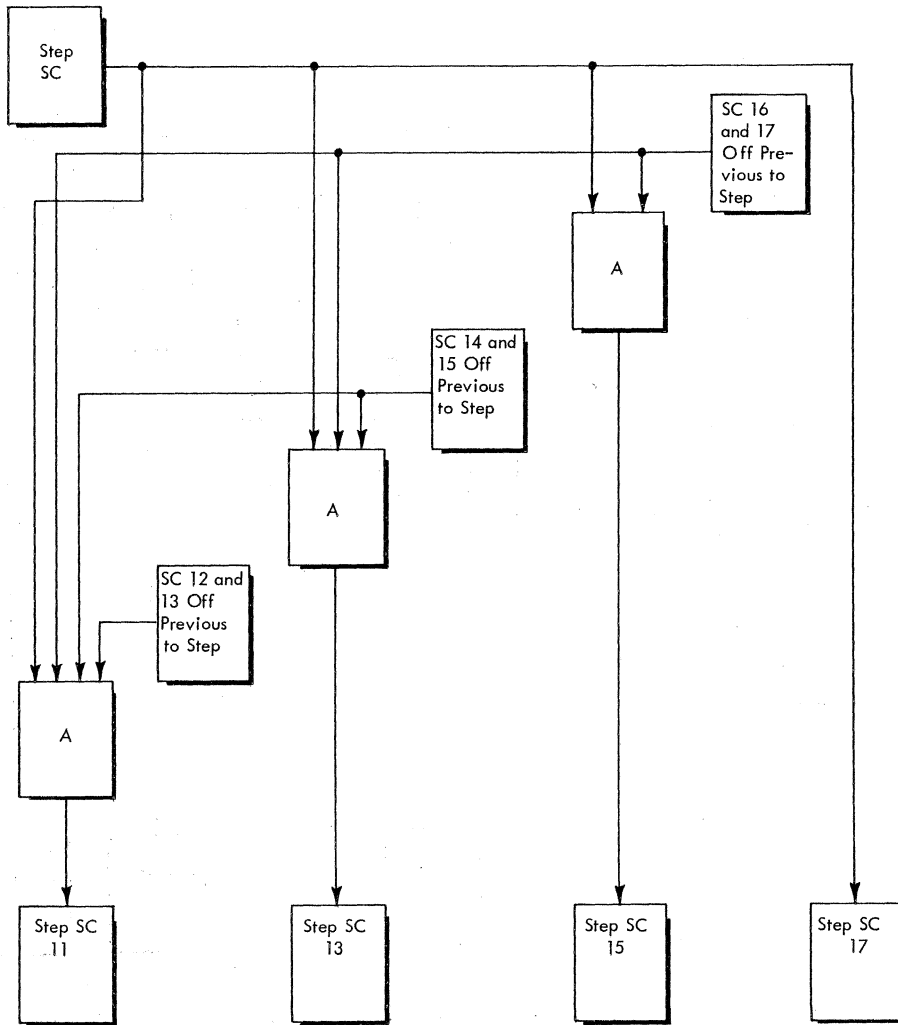 Step
SC
SC 16
and 17
Off Pre-
vious to
Step
A
SC 14 and
15 Off
Previous
to Step
A
SC 12 and
13 Off
Previous
to Step
A
Step SC
11
Step SC
13
Step SC
15
Step SC
17